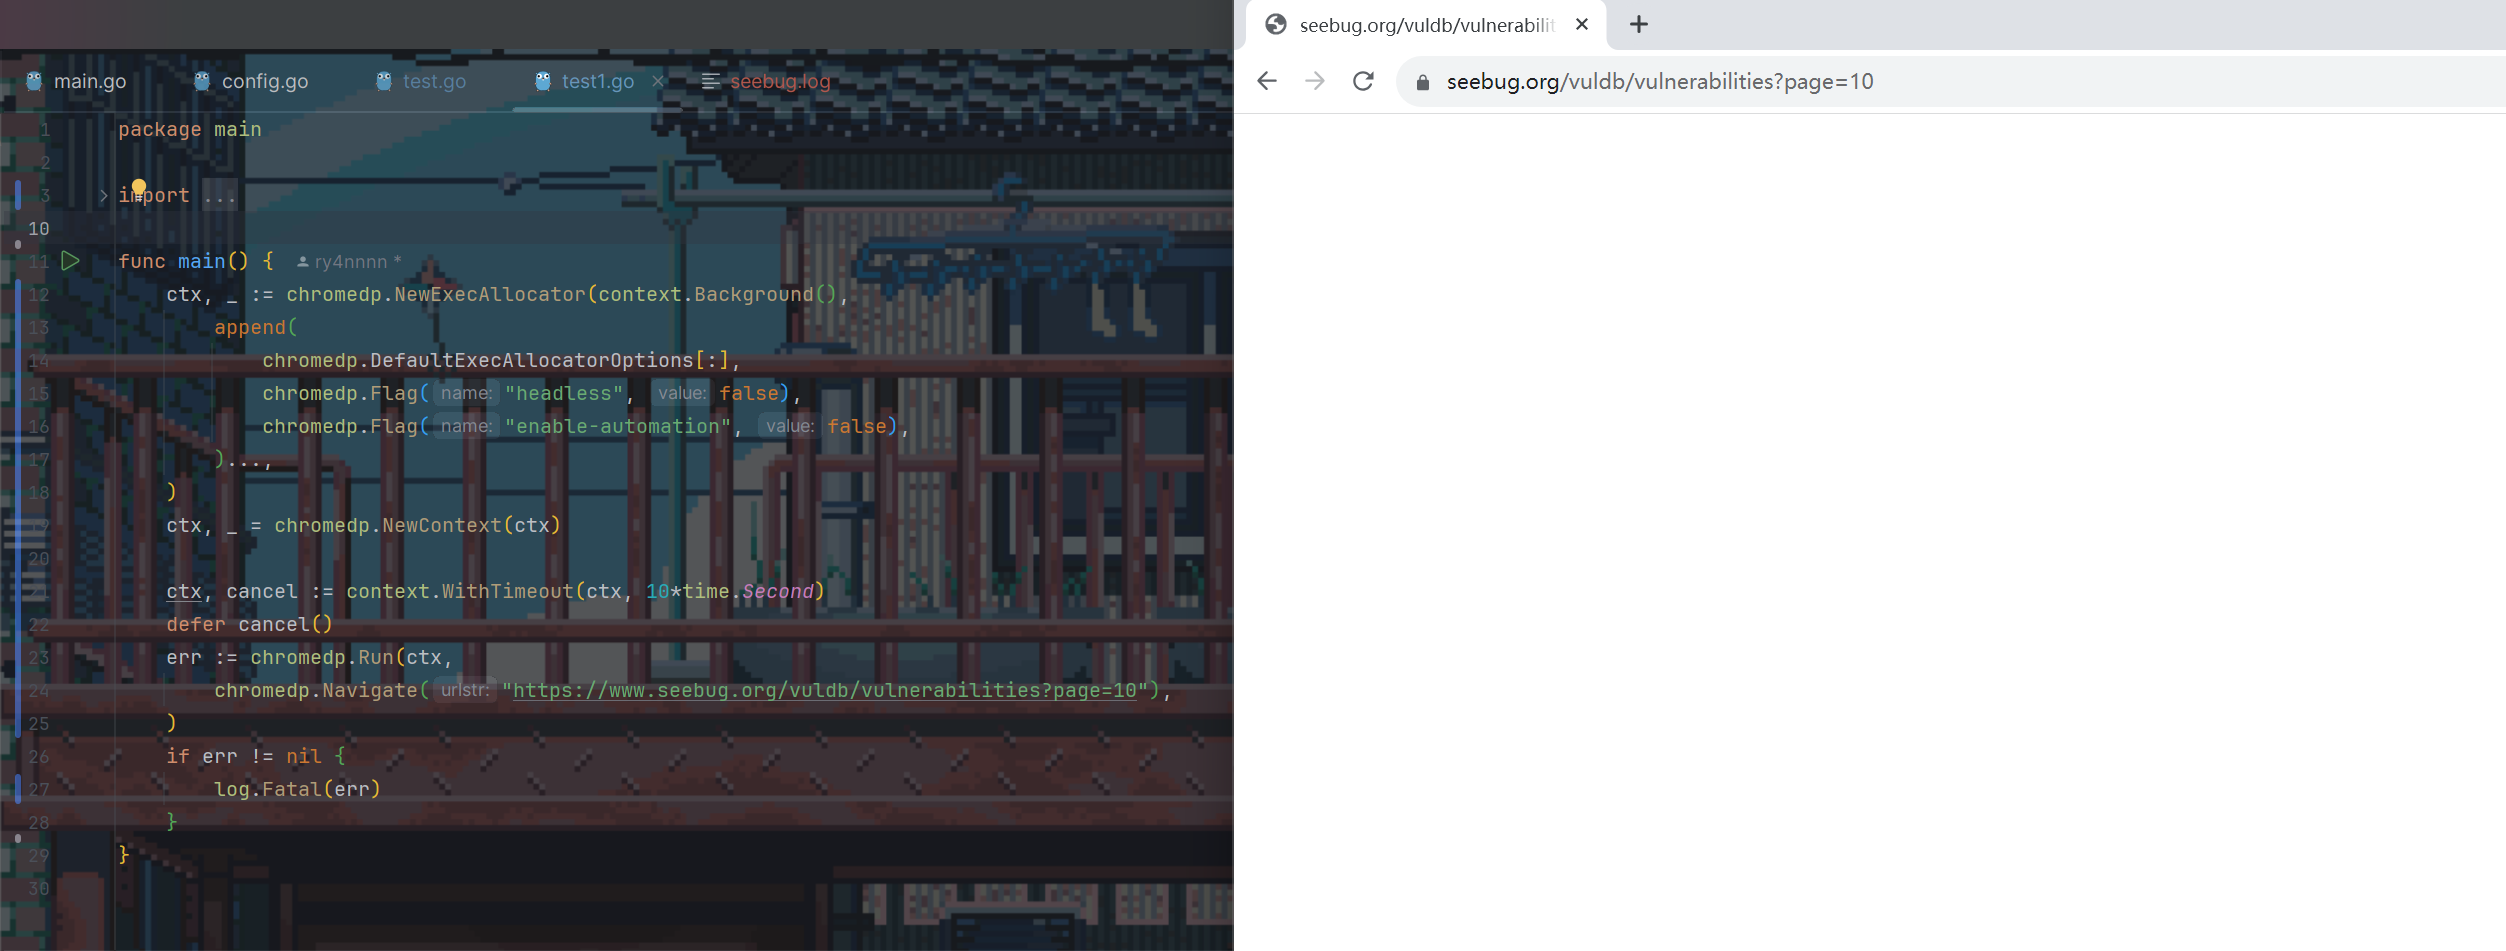 main.go config.go test.go test1.go seebug.log
1 package main
2
3 import ...
10
11 func main() { ry4nnnn *
12 ctx, _ := chromedp.NewExecAllocator(context.Background(),
13 append(
14 chromedp.DefaultExecAllocatorOptions[:],
15 chromedp.Flag( name: "headless", value: false),
16 chromedp.Flag( name: "enable-automation", value: false),
17 )...,
18 )
19 ctx, _ = chromedp.NewContext(ctx)
20
21 ctx, cancel := context.WithTimeout(ctx, 10*time.Second)
22 defer cancel()
23 err := chromedp.Run(ctx,
24 chromedp.Navigate( urlstr: "https://www.seebug.org/vuldb/vulnerabilities?page=10"),
25 )
26 if err != nil {
27 log.Fatal(err)
28 }
29 }
30
seebug.org/vuldb/vulnerabilit
seebug.org/vuldb/vulnerabilities?page=10